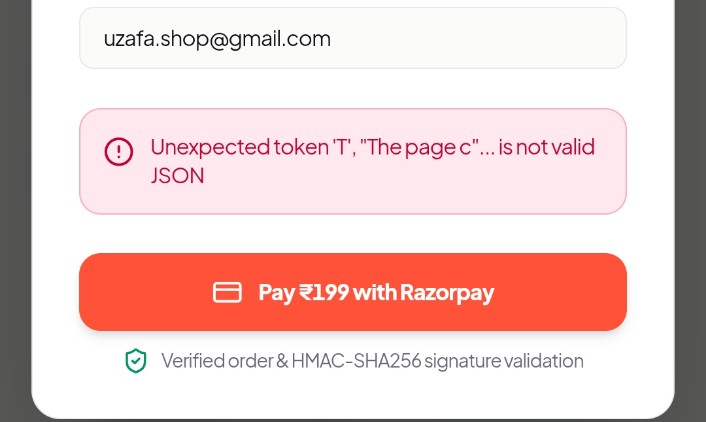 uzafa.shop@gmail.com
Unexpected token 'T', "The page c"... is not valid
JSON
Pay ₹199 with Razorpay
Verified order & HMAC-SHA256 signature validation